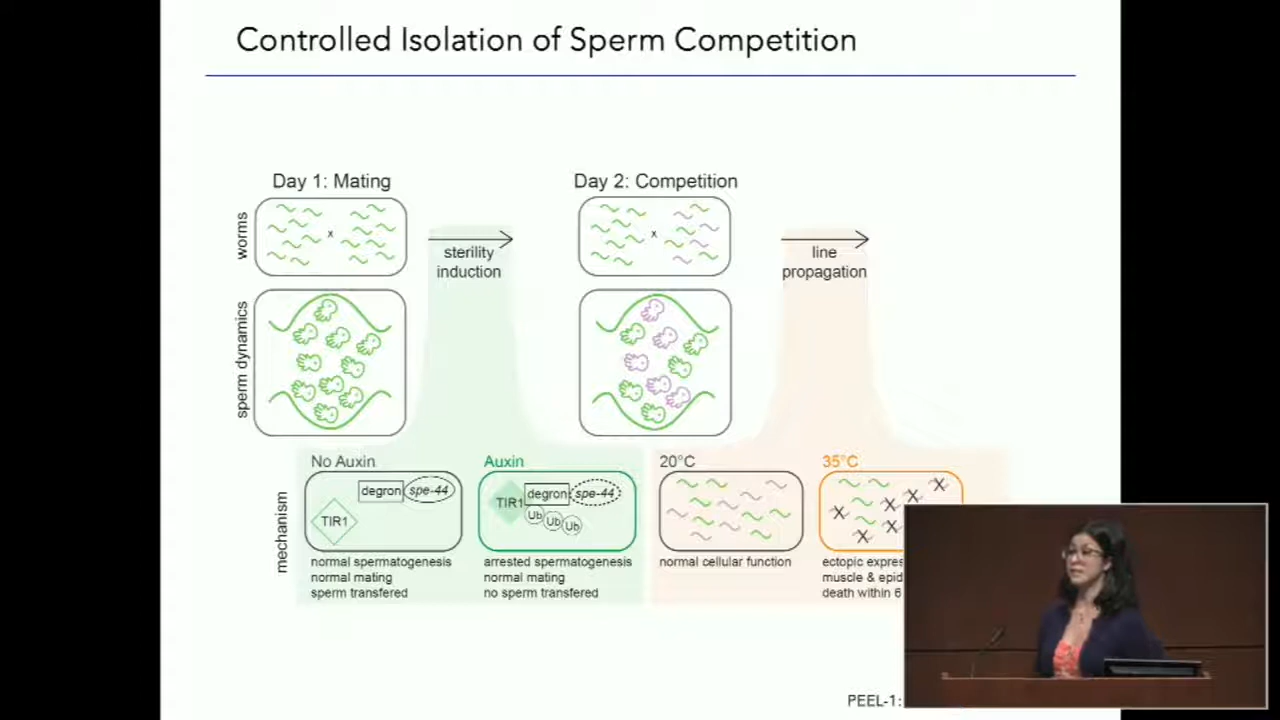 Controlled Isolation of Sperm Competition
Day 1: Mating
Day 2: Competition
worms
x
x
sterility
induction
line
propagation
sperm dynamics
No Auxin
Auxin
20°C
35°C
mechanism
degron
spe-44
TIR1
TIR1
degron
spe-44
Ub
Ub
Ub
normal spermatogenesis
normal mating
sperm transfered
arrested spermatogenesis
normal mating
no sperm transfered
normal cellular function
ectopic
muscle & epid
death within 6
PEEL-1: